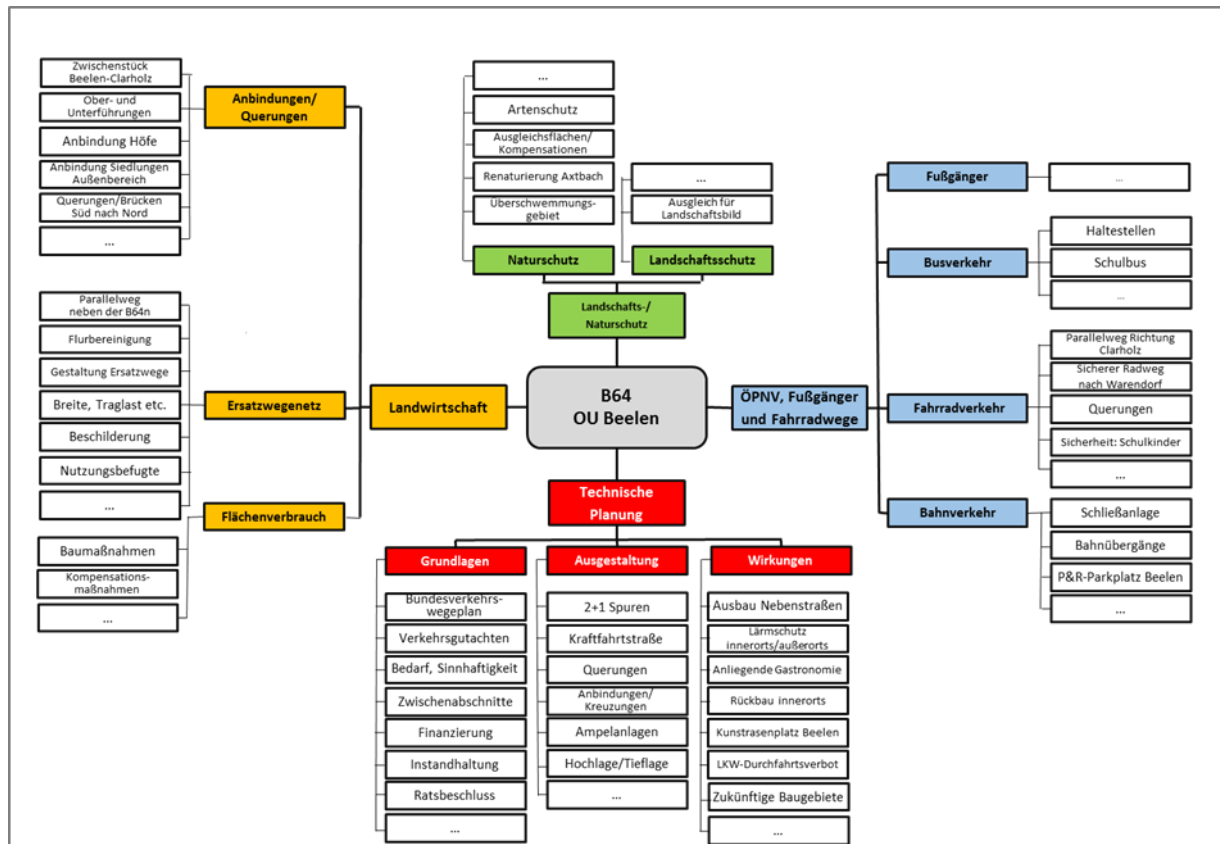 Zwischenstück
Beelen-Clarholz
Ober- und
Unterführungen
Anbindung Höfe
Anbindung Siedlungen
Außenbereich
Querungen/Brücken
Süd nach Nord
...
Anbindungen/
Querungen
Parallelweg
neben der B64n
Flurbereinigung
Gestaltung Ersatzwege
Breite, Traglast etc.
Beschilderung
Nutzungsbefugte
...
Ersatzwegenetz
Baumaßnahmen
Kompensations-
maßnahmen
...
Flächenverbrauch
Landwirtschaft
...
Artenschutz
Ausgleichsflächen/
Kompensationen
Renaturierung Axtbach
Überschwemmungs-
gebiet
Naturschutz
...
Ausgleich für
Landschaftsbild
Landschaftsschutz
Landschafts-/
Naturschutz
B64
OU Beelen
ÖPNV, Fußgänger
und Fahrradwege
Fußgänger
...
Busverkehr
Haltestellen
Schulbus
...
Fahrradverkehr
Parallelweg Richtung
Clarholz
Sicherer Radweg
nach Warendorf
Querungen
Sicherheit: Schulkinder
...
Bahnverkehr
Schließanlage
Bahnübergänge
P&R-Parkplatz Beelen
...
Technische
Planung
Grundlagen
Bundesverkehrs-
wegeplan
Verkehrsgutachten
Bedarf, Sinnhaftigkeit
Zwischenabschnitte
Finanzierung
Instandhaltung
Ratsbeschluss
...
Ausgestaltung
2+1 Spuren
Kraftfahrtstraße
Querungen
Anbindungen/
Kreuzungen
Ampelanlagen
Hochlage/Tieflage
...
Wirkungen
Ausbau Nebenstraßen
Lärmschutz
innerorts/außerorts
Anliegende Gastronomie
Rückbau innerorts
Kunstrasenplatz Beelen
LKW-Durchfahrtsverbot
Zukünftige Baugebiete
...